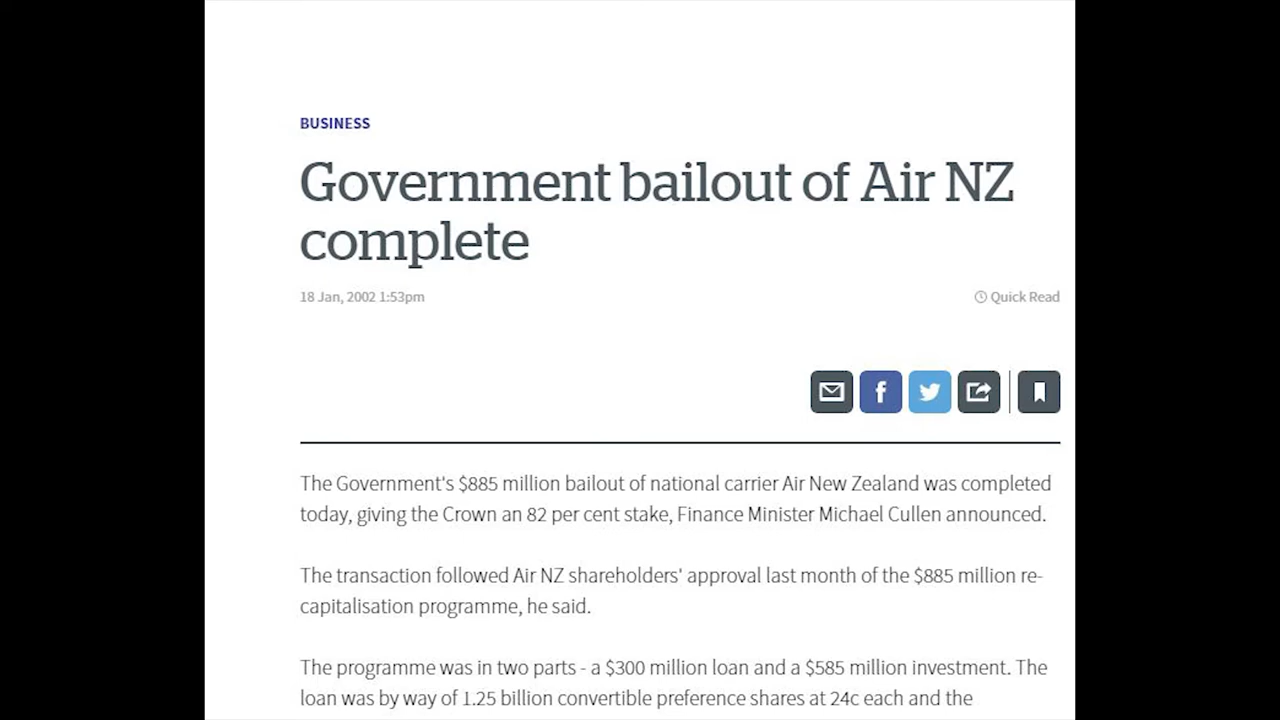 BUSINESS
Government bailout of Air NZ
complete
18 Jan, 2002 1:53pm
Quick Read
The Government's $885 million bailout of national carrier Air New Zealand was completed
today, giving the Crown an 82 per cent stake, Finance Minister Michael Cullen announced.
The transaction followed Air NZ shareholders' approval last month of the $885 million re-
capitalisation programme, he said.
The programme was in two parts - a $300 million loan and a $585 million investment. The
loan was by way of 1.25 billion convertible preference shares at 24c each and the